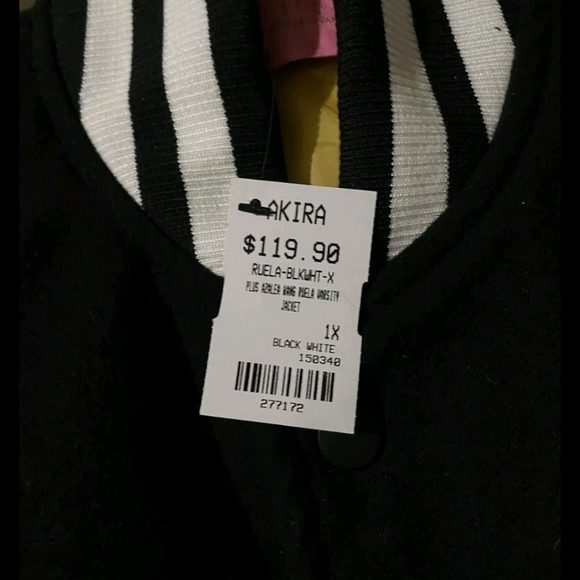 AKIRA
$119.90
RUELA-BLKWHT-X
PLUS AZALEA WANG RUELA VARSITY
JACKET
1X
BLACK WHITE
150340
277172